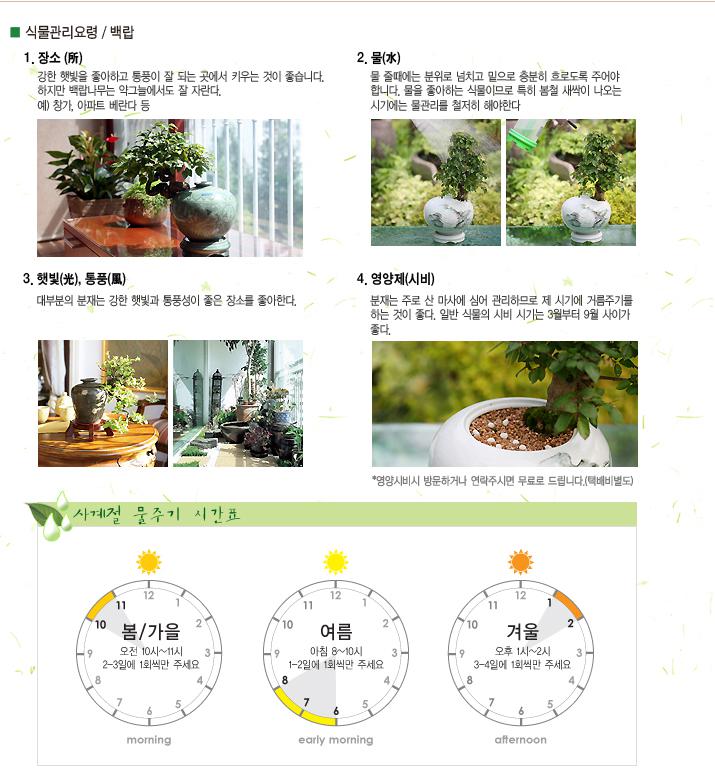 식물관리요령 / 백랍
1. 장소 (所)
강한 햇빛을 좋아하고 통풍이 잘 되는 곳에서 키우는 것이 좋습니다.
하지만 백랍나무는 약그늘에서도 잘 자란다.
예) 창가, 아파트 베란다 등
2. 물(水)
물 줄때에는 분위로 넘치고 밑으로 충분히 흐르도록 주어야
합니다. 물을 좋아하는 식물이므로 특히 봄철 새싹이 나오는
시기에는 물관리를 철저히 해야한다
3. 햇빛(光), 통풍(風)
대부분의 분재는 강한 햇빛과 통풍성이 좋은 장소를 좋아한다.
4. 영양제(시비)
분재는 주로 산 마사에 심어 관리하므로 제 시기에 거름주기를
하는 것이 좋다. 일반 식물의 시비 시기는 3월부터 9월 사이가
좋다.
*영양시비시 방문하거나 연락주시면 무료로 드립니다.(택배비별도)
사계절 물주기 시간표
12
1
2
3
4
5
6
7
8
9
10
11
봄/가을
오전 10시~11시
2-3일에 1회씩만 주세요
morning
12
1
2
3
4
5
6
7
8
9
10
11
여름
아침 8~10시
1-2일에 1회씩만 주세요
early morning
12
1
2
3
4
5
6
7
8
9
10
11
겨울
오후 1시~2시
3-4일에 1회씩만 주세요
afternoon